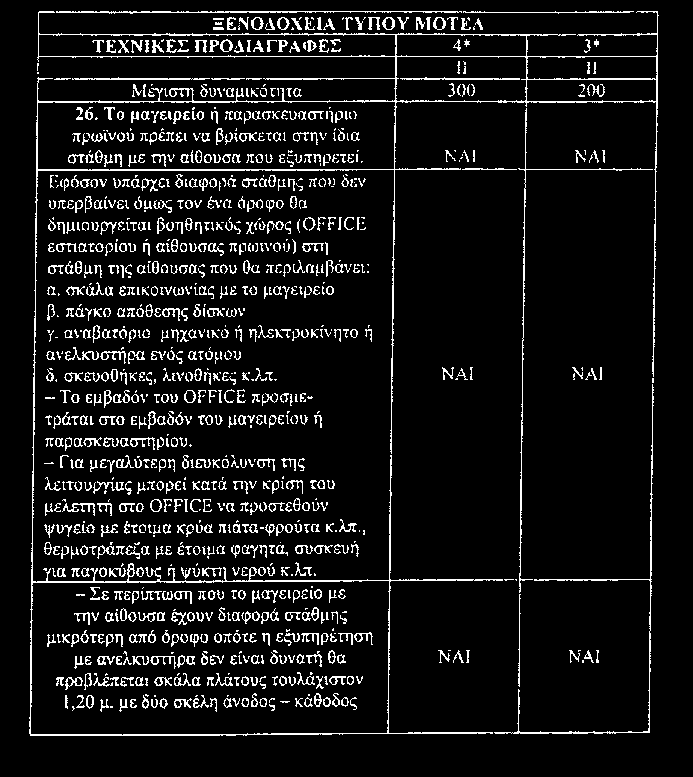 ΞΕΝΟΔΟΧΕΙΑ ΤΥΠΟΥ ΜΟΤΕΛ
ΤΕΧΝΙΚΕΣ ΠΡΟΔΙΑΓΡΑΦΕΣ 4* 3*
Π Π
Μέγιστη δυναμικότητα 300 200
26. Το μαγειρείο ή παρασκευαστήριο
πρωϊνού πρέπει να βρίσκεται στην ίδια
στάθμη με την αίθουσα που εξυπηρετεί. ΝΑΙ ΝΑΙ
Εφόσον υπάρχει διαφορά στάθμης που δεν
υπερβαίνει όμως τον ένα όροφο θα
δημιουργείται βοηθητικός χώρος (OFFICE
εστιατορίου ή αίθουσας πρωινού) στη
στάθμη της αίθουσας που θα περιλαμβάνει:
α. σκάλα επικοινωνίας με το μαγειρείο
β. πάγκο απόθεσης δίσκων
γ. αναβατόριο μηχανικό ή ηλεκτροκίνητο ή
ανελκυστήρα ενός ατόμου
δ. σκευοθήκες, λινοθήκες κ.λπ. ΝΑΙ ΝΑΙ
– Το εμβαδόν του OFFICE προσμε-
τράται στο εμβαδόν του μαγειρείου ή
παρασκευαστηρίου.
– Για μεγαλύτερη διευκόλυνση της
λειτουργίας μπορεί κατά την κρίση του
μελετητή στο OFFICE να προστεθούν
ψυγείο με έτοιμα κρύα πιάτα-φρούτα κ.λπ.,
θερμοτράπεζα με έτοιμα φαγητα, συσκευή
για παγοκύβους ή ψύκτη νερού κ.λπ.
– Σε περίπτωση που το μαγειρείο με
την αίθουσα έχουν διαφορά στάθμης
μικρότερη από όροφο οπότε η εξυπηρέτηση
με ανελκυστήρα δεν είναι δυνατή θα ΝΑΙ ΝΑΙ
προβλέπεται σκάλα πλάτους τουλάχιστον
1,20 μ. με δύο σκέλη άνοδος – κάθοδος